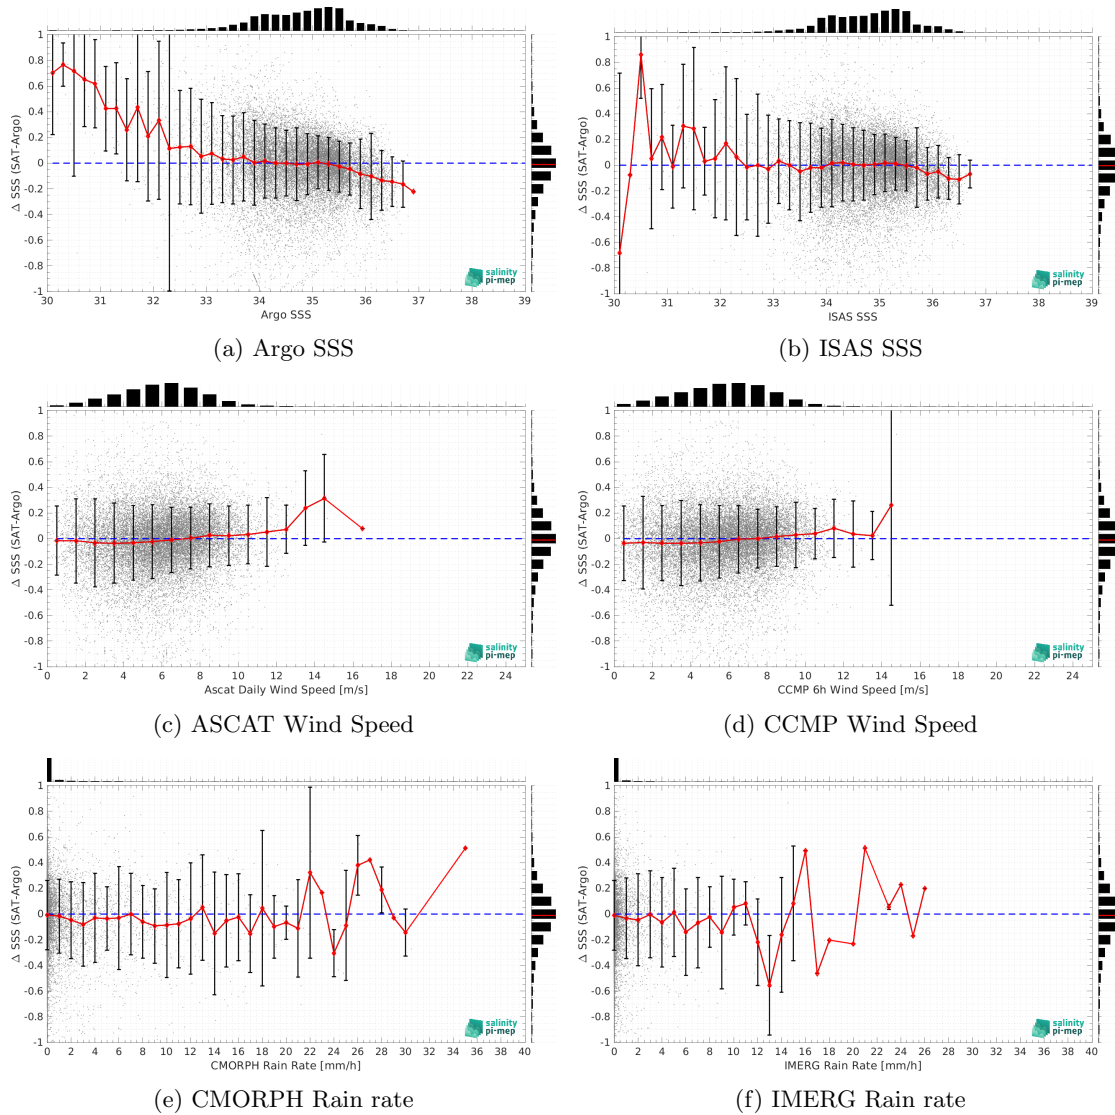 1
0.8
0.6
0.4
0.2
0
-0.2
-0.4
-0.6
-0.8
-1
Δ SSS (SAT-Argo)
salinity
pi-mep
30 31 32 33 34 35 36 37 38 39
Argo SSS
(a) Argo SSS
1
0.8
0.6
0.4
0.2
0
-0.2
-0.4
-0.6
-0.8
-1
Δ SSS (SAT-Argo)
salinity
pi-mep
30 31 32 33 34 35 36 37 38 39
ISAS SSS
(b) ISAS SSS
1
0.8
0.6
0.4
0.2
0
-0.2
-0.4
-0.6
-0.8
-1
Δ SSS (SAT-Argo)
salinity
pi-mep
0 2 4 6 8 10 12 14 16 18 20 22 24
Ascat Daily Wind Speed [m/s]
(c) ASCAT Wind Speed
1
0.8
0.6
0.4
0.2
0
-0.2
-0.4
-0.6
-0.8
-1
Δ SSS (SAT-Argo)
salinity
pi-mep
0 2 4 6 8 10 12 14 16 18 20 22 24
CCMP 6h Wind Speed [m/s]
(d) CCMP Wind Speed
1
0.8
0.6
0.4
0.2
0
-0.2
-0.4
-0.6
-0.8
-1
Δ SSS (SAT-Argo)
salinity
pi-mep
0 2 4 6 8 10 12 14 16 18 20 22 24 26 28 30 32 34 36 38 40
CMORPH Rain Rate [mm/h]
(e) CMORPH Rain rate
1
0.8
0.6
0.4
0.2
0
-0.2
-0.4
-0.6
-0.8
-1
Δ SSS (SAT-Argo)
salinity
pi-mep
0 2 4 6 8 10 12 14 16 18 20 22 24 26 28 30 32 34 36 38 40
IMERG Rain Rate [mm/h]
(f) IMERG Rain rate